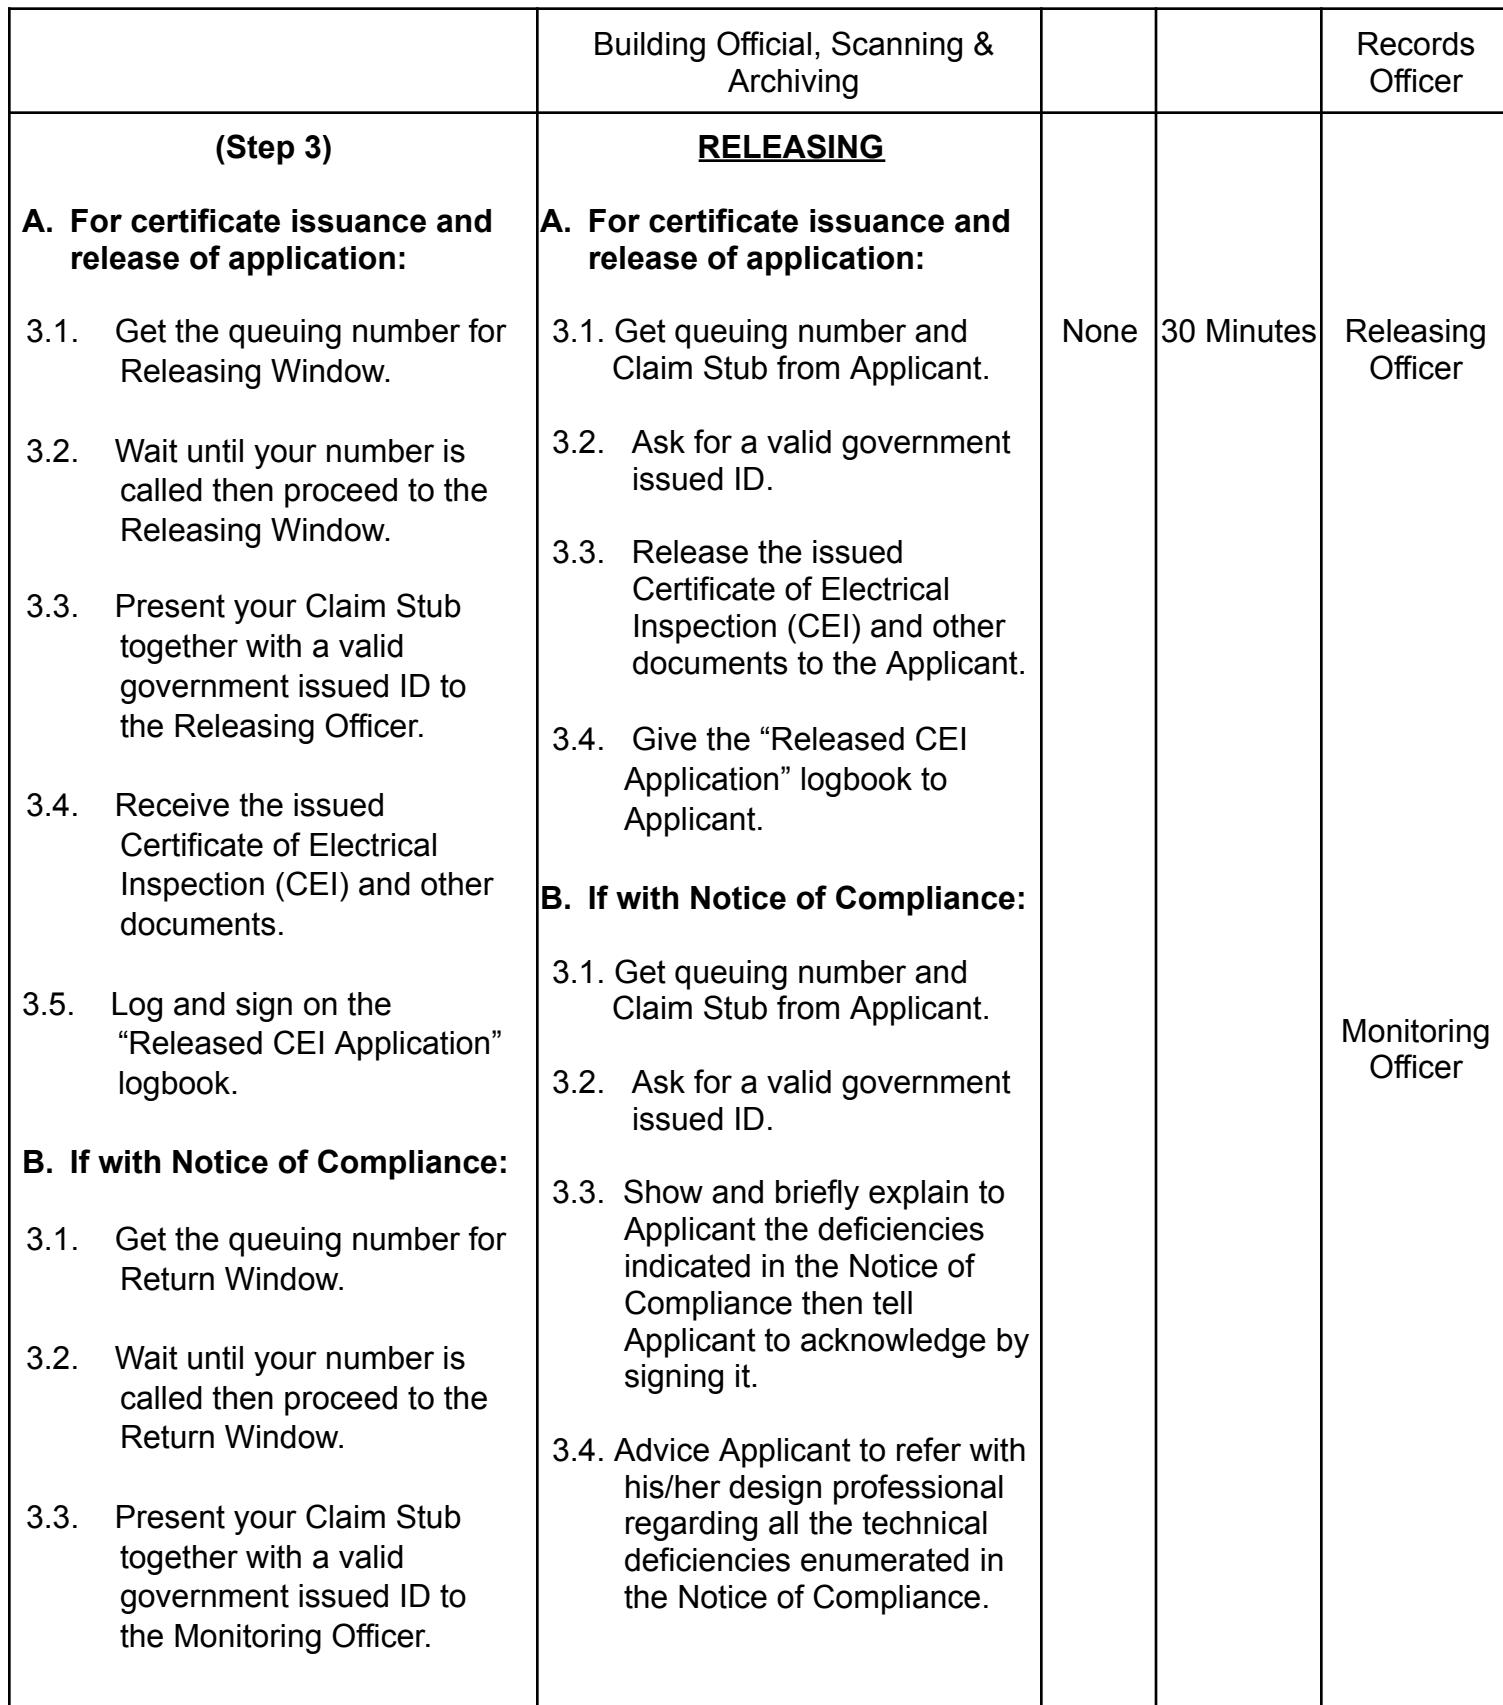 Building Official, Scanning &
Archiving
Records
Officer
(Step 3)
A. For certificate issuance and
release of application:
3.1. Get the queuing number for
Releasing Window.
3.2. Wait until your number is
called then proceed to the
Releasing Window.
3.3. Present your Claim Stub
together with a valid
government issued ID to
the Releasing Officer.
3.4. Receive the issued
Certificate of Electrical
Inspection (CEI) and other
documents.
3.5. Log and sign on the
“Released CEI Application”
logbook.
B. If with Notice of Compliance:
3.1. Get the queuing number for
Return Window.
3.2. Wait until your number is
called then proceed to the
Return Window.
3.3. Present your Claim Stub
together with a valid
government issued ID to
the Monitoring Officer.
RELEASING
A. For certificate issuance and
release of application:
3.1. Get queuing number and
Claim Stub from Applicant.
3.2. Ask for a valid government
issued ID.
3.3. Release the issued
Certificate of Electrical
Inspection (CEI) and other
documents to the Applicant.
3.4. Give the “Released CEI
Application” logbook to
Applicant.
B. If with Notice of Compliance:
3.1. Get queuing number and
Claim Stub from Applicant.
3.2. Ask for a valid government
issued ID.
3.3. Show and briefly explain to
Applicant the deficiencies
indicated in the Notice of
Compliance then tell
Applicant to acknowledge by
signing it.
3.4. Advice Applicant to refer with
his/her design professional
regarding all the technical
deficiencies enumerated in
the Notice of Compliance.
None
30 Minutes
Releasing
Officer
Monitoring
Officer